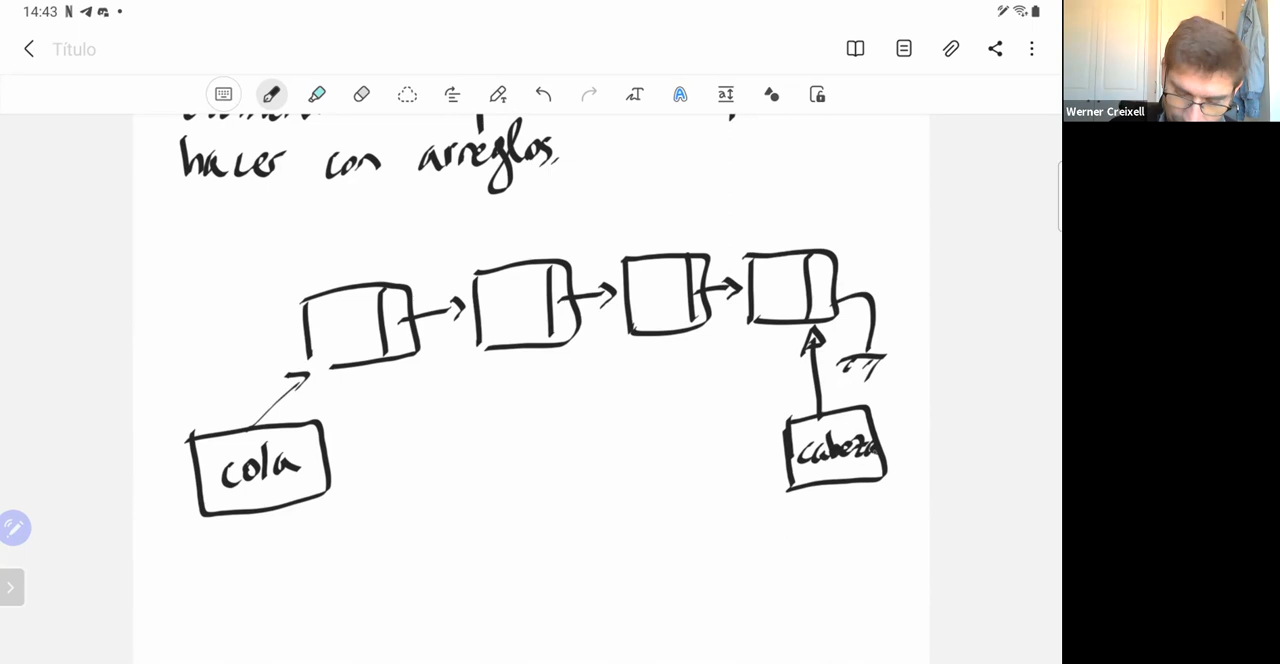 14:43
Título
hacer con arreglos.
cola
cabeza
Werner Creixell